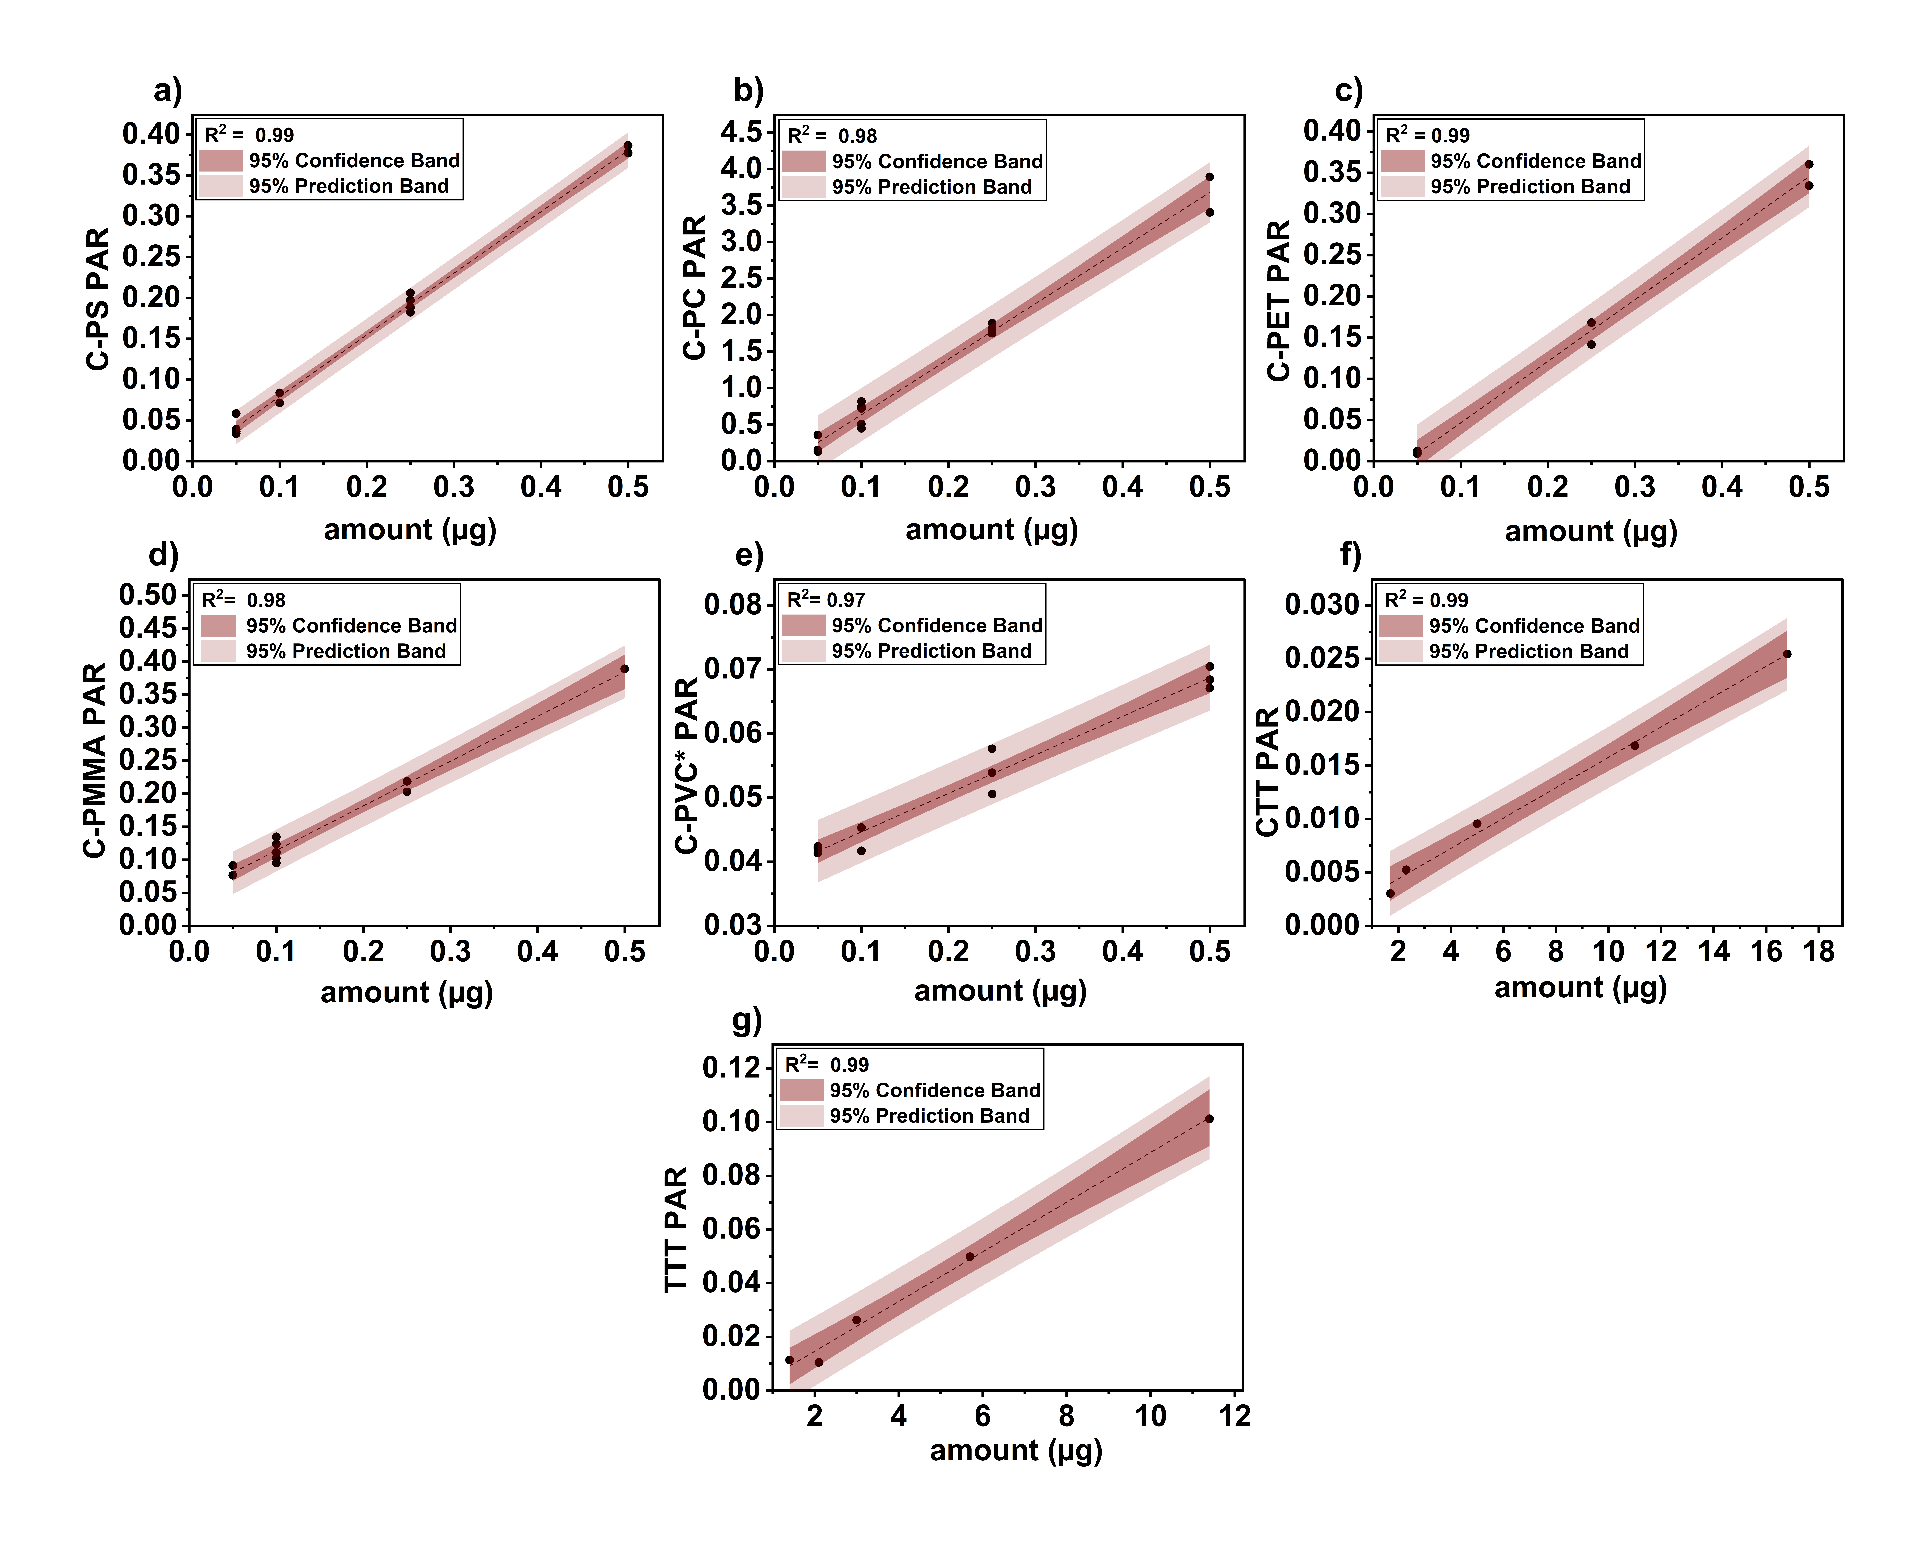 a)
R² = 0.99
95% Confidence Band
95% Prediction Band
C-PS PAR
0.40
0.35
0.30
0.25
0.20
0.15
0.10
0.05
0.00
0.0 0.1 0.2 0.3 0.4 0.5
amount (µg)
b)
R² = 0.98
95% Confidence Band
95% Prediction Band
C-PC PAR
4.5
4.0
3.5
3.0
2.5
2.0
1.5
1.0
0.5
0.0
0.0 0.1 0.2 0.3 0.4 0.5
amount (µg)
c)
R² = 0.99
95% Confidence Band
95% Prediction Band
C-PET PAR
0.40
0.35
0.30
0.25
0.20
0.15
0.10
0.05
0.00
0.0 0.1 0.2 0.3 0.4 0.5
amount (µg)
d)
R²= 0.98
95% Confidence Band
95% Prediction Band
C-PMMA PAR
0.50
0.45
0.40
0.35
0.30
0.25
0.20
0.15
0.10
0.05
0.00
0.0 0.1 0.2 0.3 0.4 0.5
amount (µg)
e)
R²= 0.97
95% Confidence Band
95% Prediction Band
C-PVC* PAR
0.08
0.07
0.06
0.05
0.04
0.03
0.0 0.1 0.2 0.3 0.4 0.5
amount (µg)
f)
R² = 0.99
95% Confidence Band
95% Prediction Band
CTT PAR
0.030
0.025
0.020
0.015
0.010
0.005
0.000
2 4 6 8 10 12 14 16 18
amount (µg)
g)
R²= 0.99
95% Confidence Band
95% Prediction Band
TTT PAR
0.12
0.10
0.08
0.06
0.04
0.02
0.00
2 4 6 8 10 12
amount (µg)